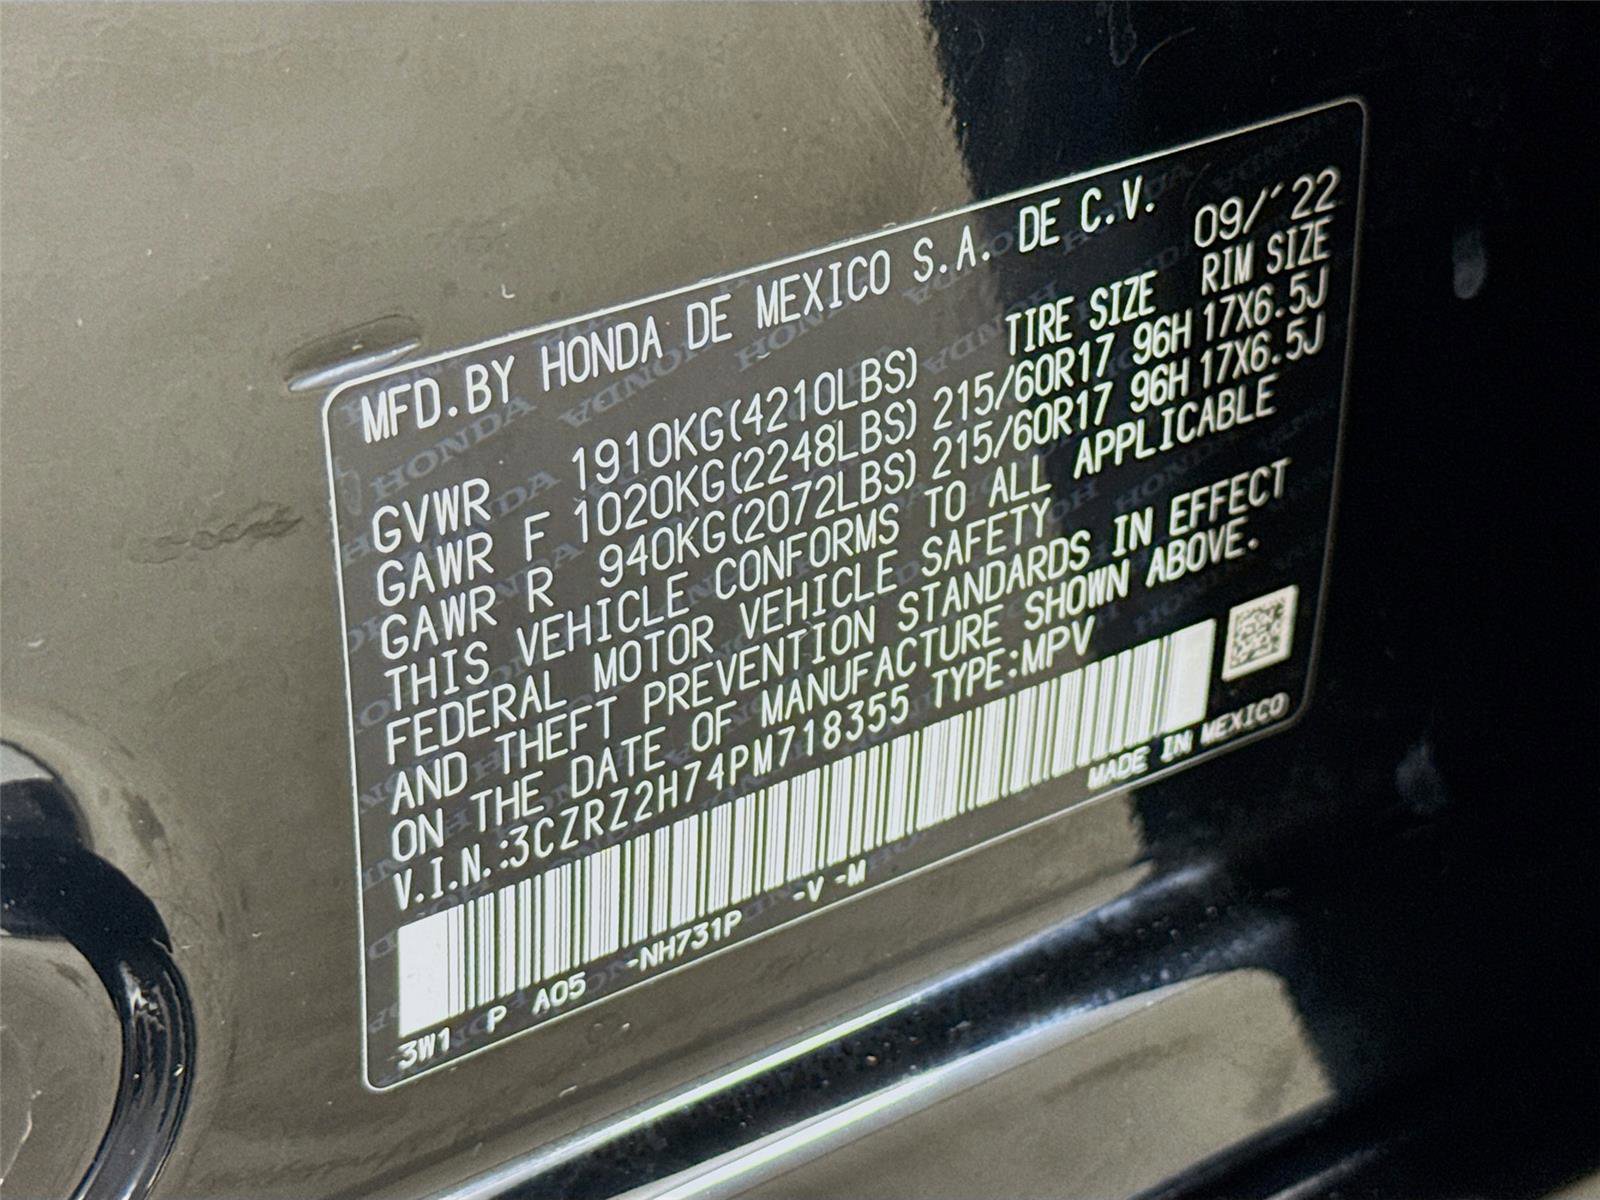 MFD.BY HONDA DE MEXICO S.A. DE C.V. 09/'22
TIRE SIZE RIM SIZE
GVWR 1910KG(4210LBS)
GAWR F 1020KG(2248LBS) 215/60R17 96H 17X6.5J
GAWR R 940KG(2072LBS) 215/60R17 96H 17X6.5J
THIS VEHICLE CONFORMS TO ALL APPLICABLE
FEDERAL MOTOR VEHICLE SAFETY
AND THEFT PREVENTION STANDARDS IN EFFECT
ON THE DATE OF MANUFACTURE SHOWN ABOVE.
V.I.N.:3CZRZ2H74PM718355 TYPE:MPV
MADE IN MEXICO
3W1 P A05 -NH731P -V -M